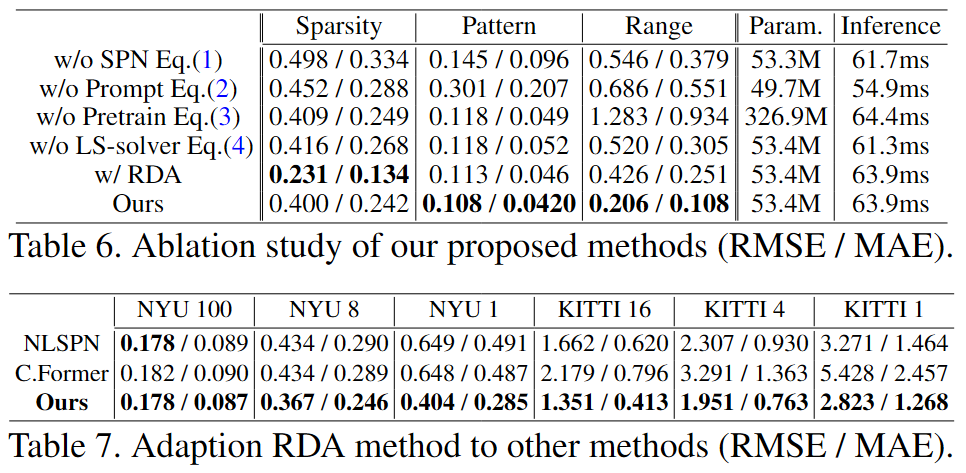 Sparsity Pattern Range Param. Inference
w/o SPN Eq.(1) 0.498 / 0.334 0.145 / 0.096 0.546 / 0.379 53.3M 61.7ms
w/o Prompt Eq.(2) 0.452 / 0.288 0.301 / 0.207 0.686 / 0.551 49.7M 54.9ms
w/o Pretrain Eq.(3) 0.409 / 0.249 0.118 / 0.049 1.283 / 0.934 326.9M 64.4ms
w/o LS-solver Eq.(4) 0.416 / 0.268 0.118 / 0.052 0.520 / 0.305 53.4M 61.3ms
w/ RDA 0.231 / 0.134 0.113 / 0.046 0.426 / 0.251 53.4M 63.9ms
Ours 0.400 / 0.242 0.108 / 0.0420 0.206 / 0.108 53.4M 63.9ms
Table 6. Ablation study of our proposed methods (RMSE / MAE).
NYU 100 NYU 8 NYU 1 KITTI 16 KITTI 4 KITTI 1
NLSPN 0.178 / 0.089 0.434 / 0.290 0.649 / 0.491 1.662 / 0.620 2.307 / 0.930 3.271 / 1.464
C.Former 0.182 / 0.090 0.434 / 0.289 0.648 / 0.487 2.179 / 0.796 3.291 / 1.363 5.428 / 2.457
Ours 0.178 / 0.087 0.367 / 0.246 0.404 / 0.285 1.351 / 0.413 1.951 / 0.763 2.823 / 1.268
Table 7. Adaption RDA method to other methods (RMSE / MAE).